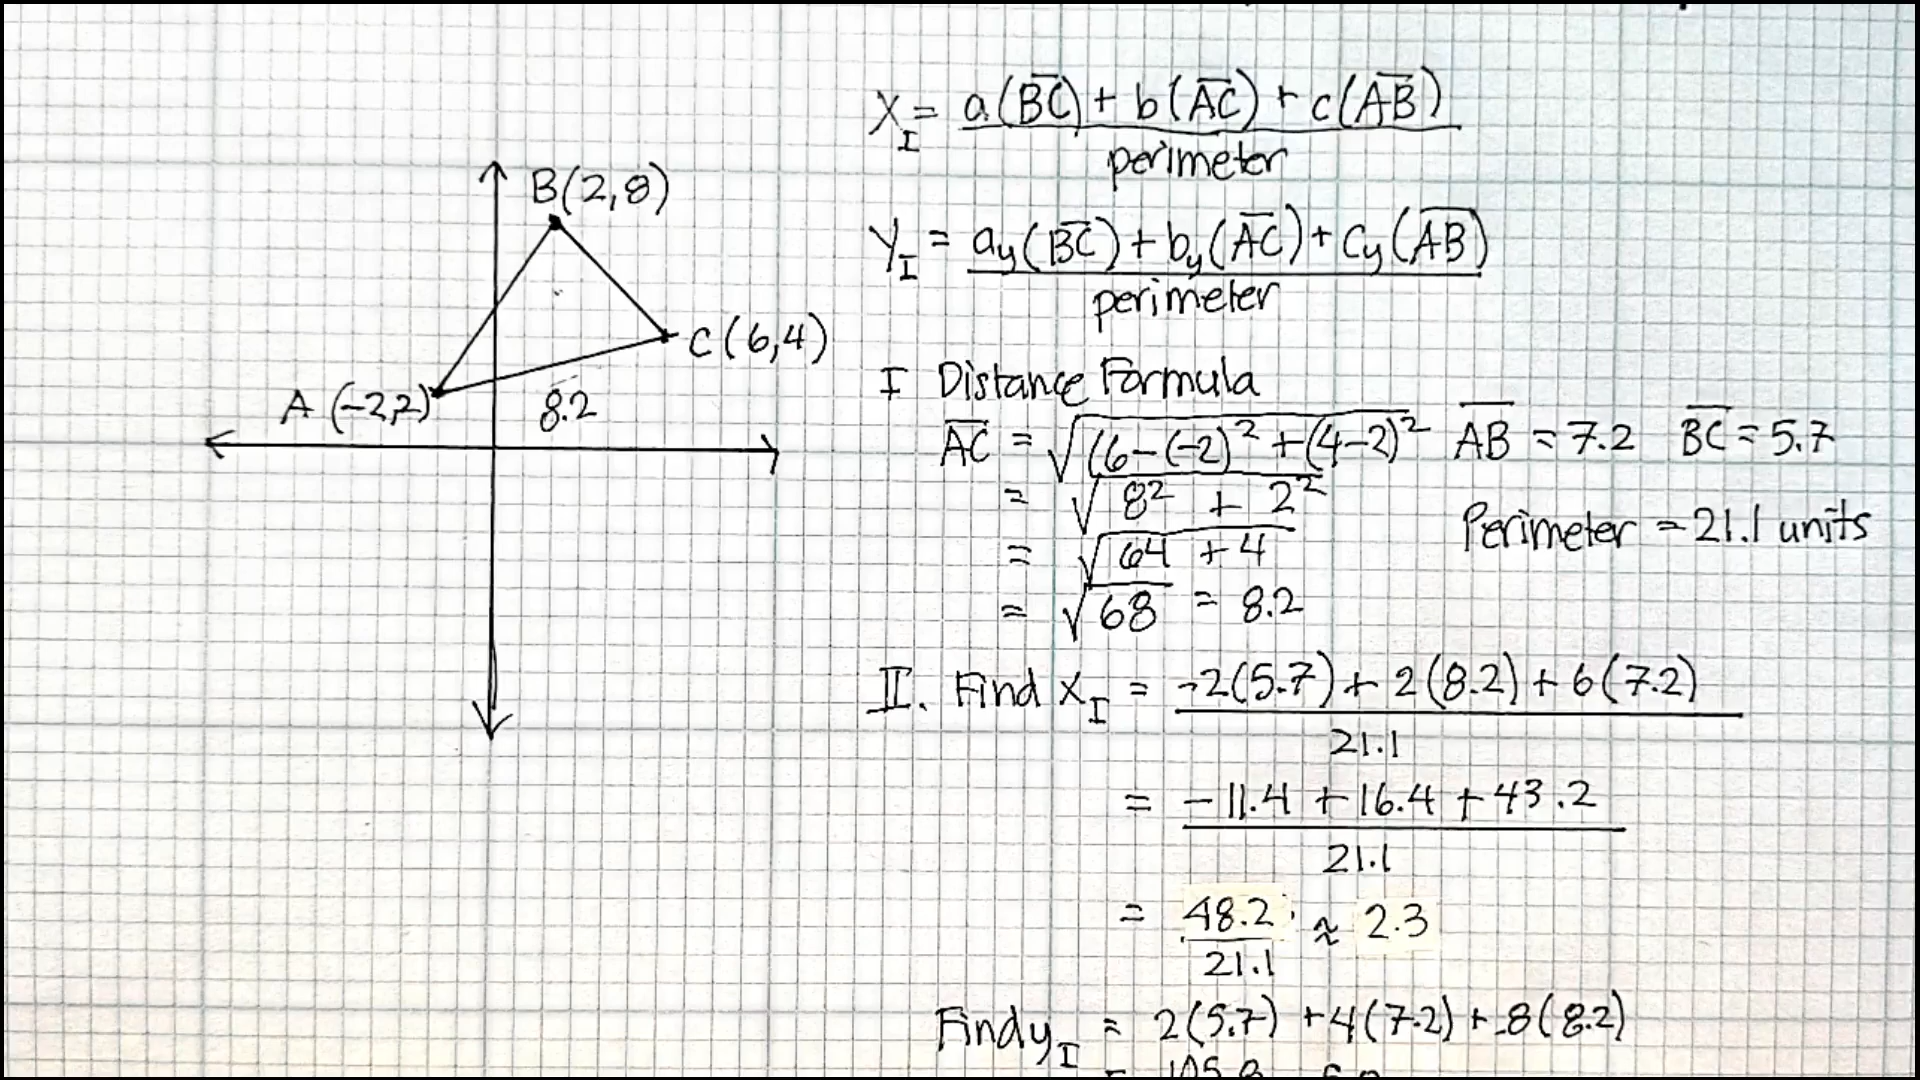 B(2,8)
C(6,4)
A (-2,2)
8.2
X_I = a(BC) + b(AC) + c(AB)
perimeter
y_I = a_y(BC) + b_y(AC) + C_y(AB)
perimeter
I Distance Formula
AC = √(6-(-2)² + (4-2)² AB = 7.2 BC = 5.7
= √8² + 2²
Perimeter = 21.1 units
= √64 + 4
= √68 = 8.2
II. Find X_I = -2(5.7) + 2(8.2) + 6(7.2)
21.1
= -11.4 + 16.4 + 43.2
21.1
= 48.2 ≈ 2.3
21.1
Find y_I = 2(5.7) + 4(7.2) + 8(8.2)